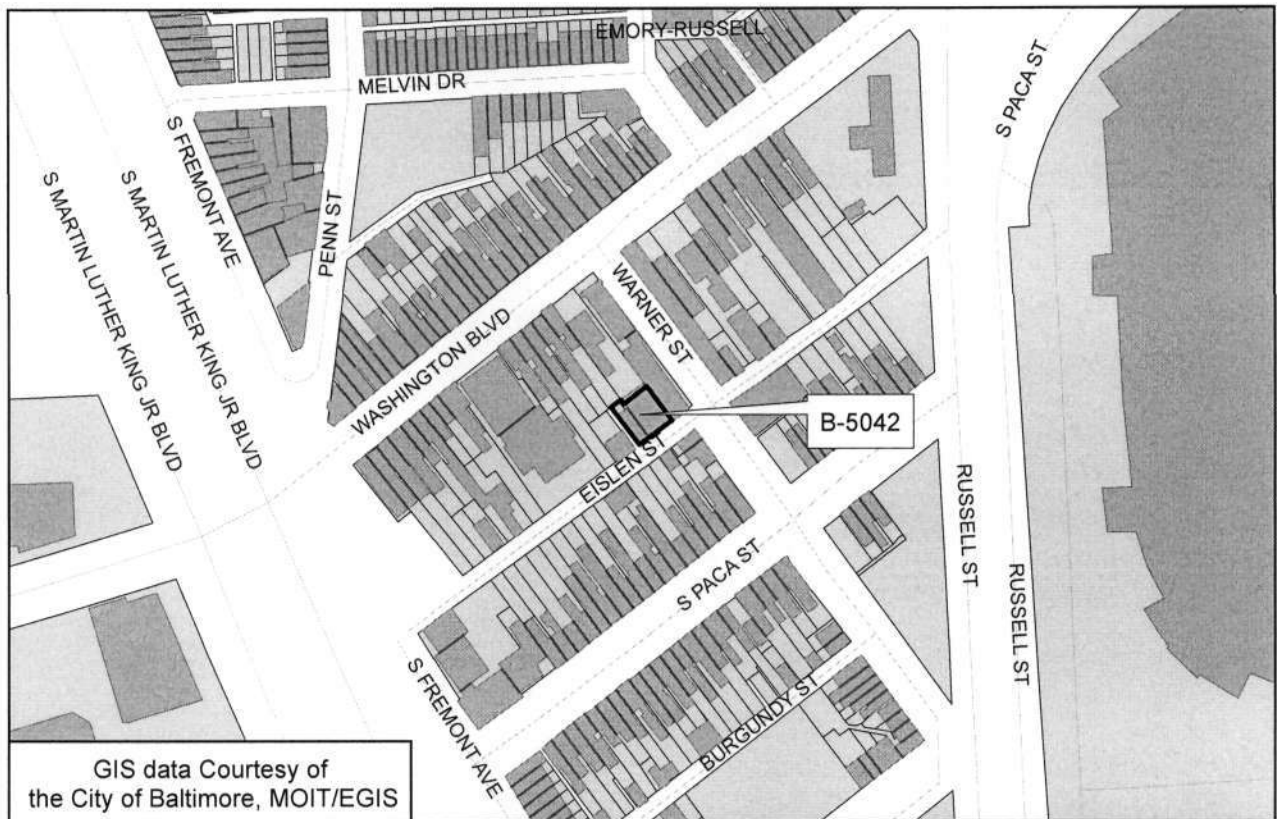 EMORY-RUSSELL
MELVIN DR
S PACA ST
S FREMONT AVE
S MARTIN LUTHER KING JR BLVD
S MARTIN LUTHER KING JR BLVD
PENN ST
WARNER ST
WASHINGTON BLVD
B-5042
EISLEN ST
RUSSELL ST
RUSSELL ST
S PACA ST
S FREMONT AVE
BURGUNDY ST
GIS data Courtesy of
the City of Baltimore, MOIT/EGIS